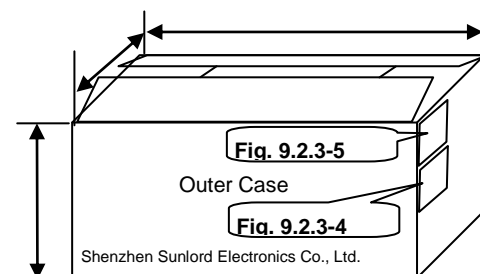 Fig. 9.2.3-5
Outer Case
Fig. 9.2.3-4
Shenzhen Sunlord Electronics Co., Ltd.